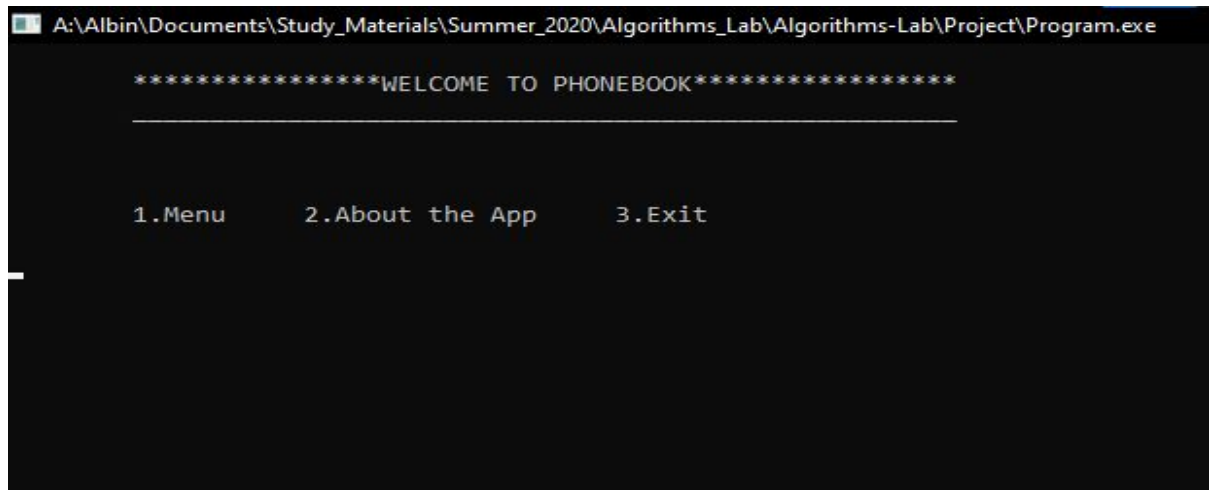 A:\Albin\Documents\Study_Materials\Summer_2020\Algorithms_Lab\Algorithms-Lab\Project\Program.exe
****************WELCOME TO PHONEBOOK*****************
_____________________________________________________
1.Menu 2.About the App 3.Exit